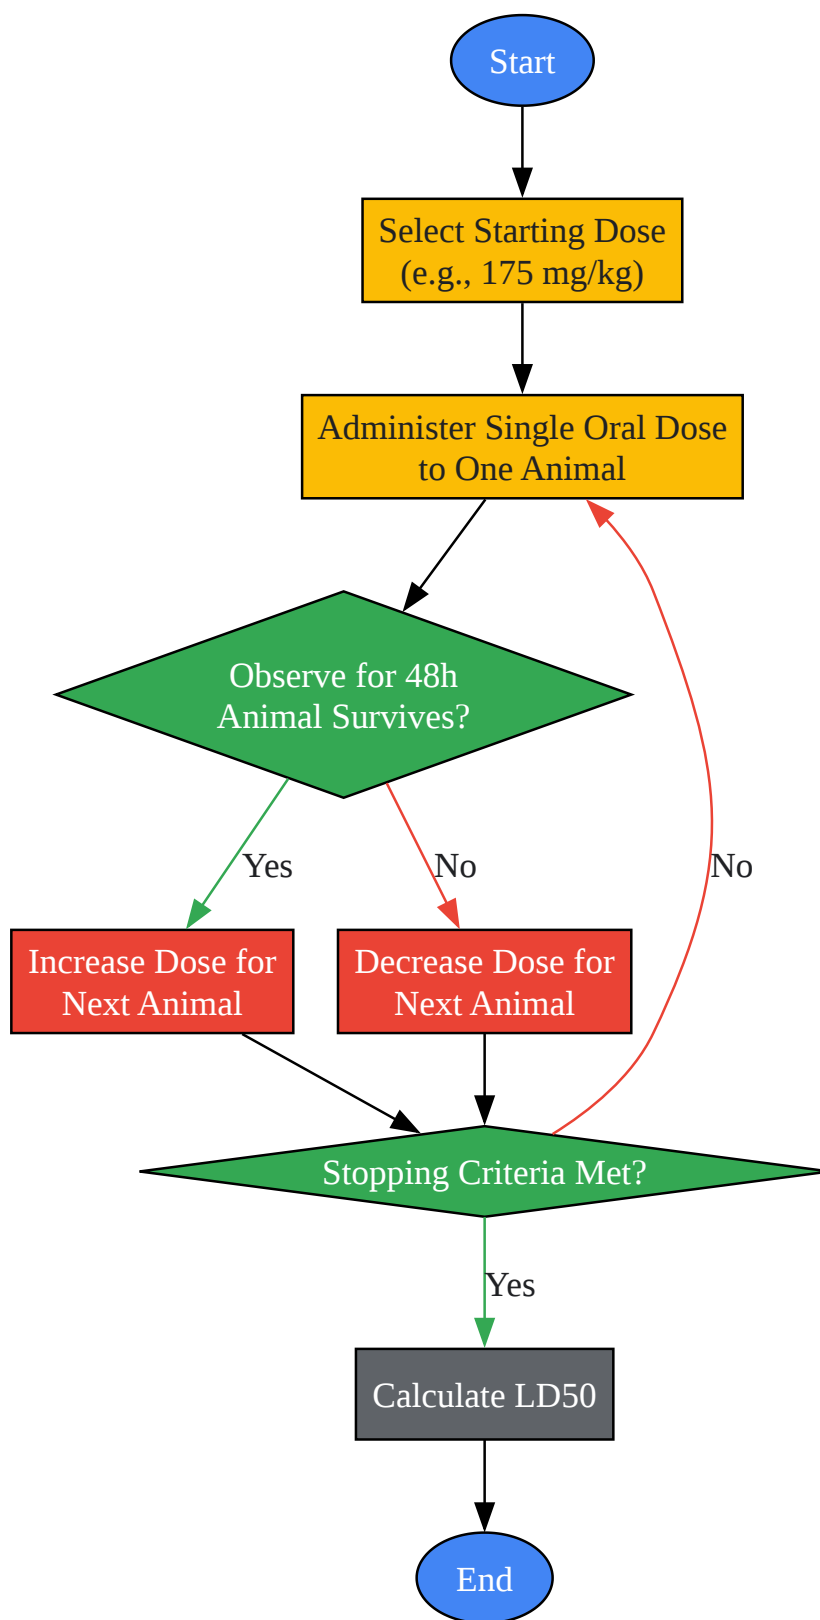 Start
Select Starting Dose
(e.g., 175 mg/kg)
Administer Single Oral Dose
to One Animal
Observe for 48h
Animal Survives?
Yes
No
No
Increase Dose for
Next Animal
Decrease Dose for
Next Animal
Stopping Criteria Met?
Yes
Calculate LD50
End